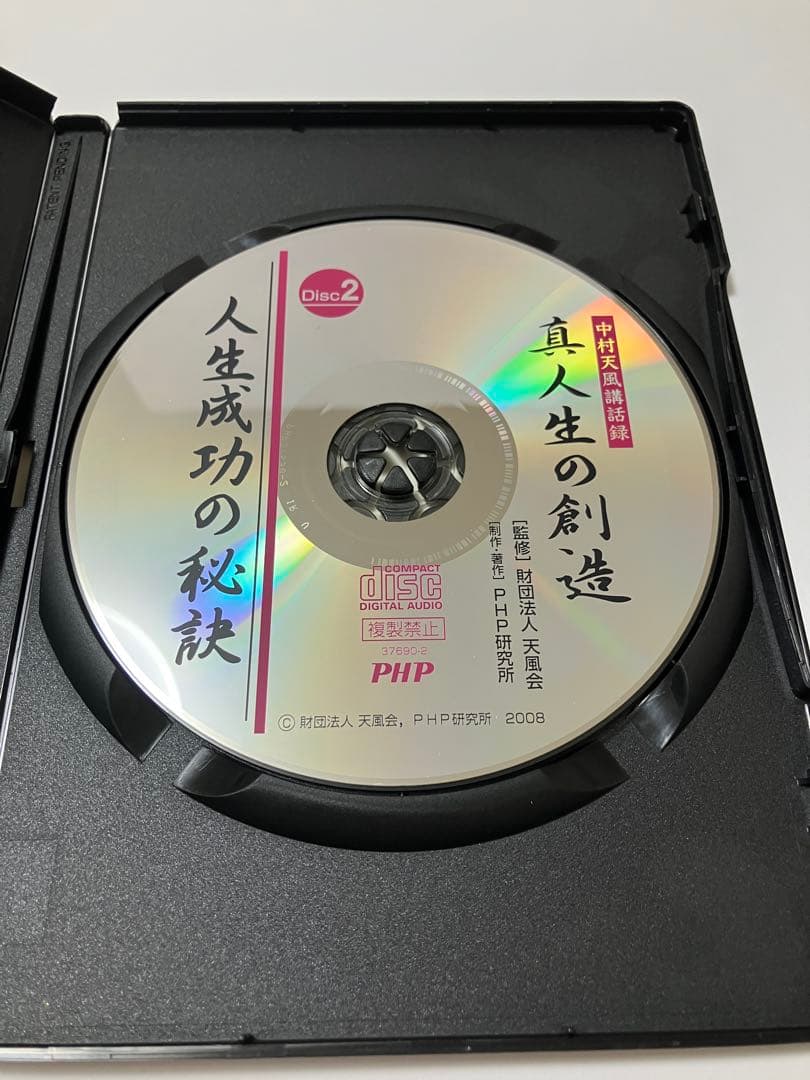 中村天風講話録
真人生の創造
[監修] 財団法人 天風会
[制作・著作] PHP研究所
Disc2
人生成功の秘訣
COMPACT
disc
DIGITAL AUDIO
複製禁止
37690-2
PHP
© 財団法人 天風会, PHP研究所 2008
PATENT PENDING